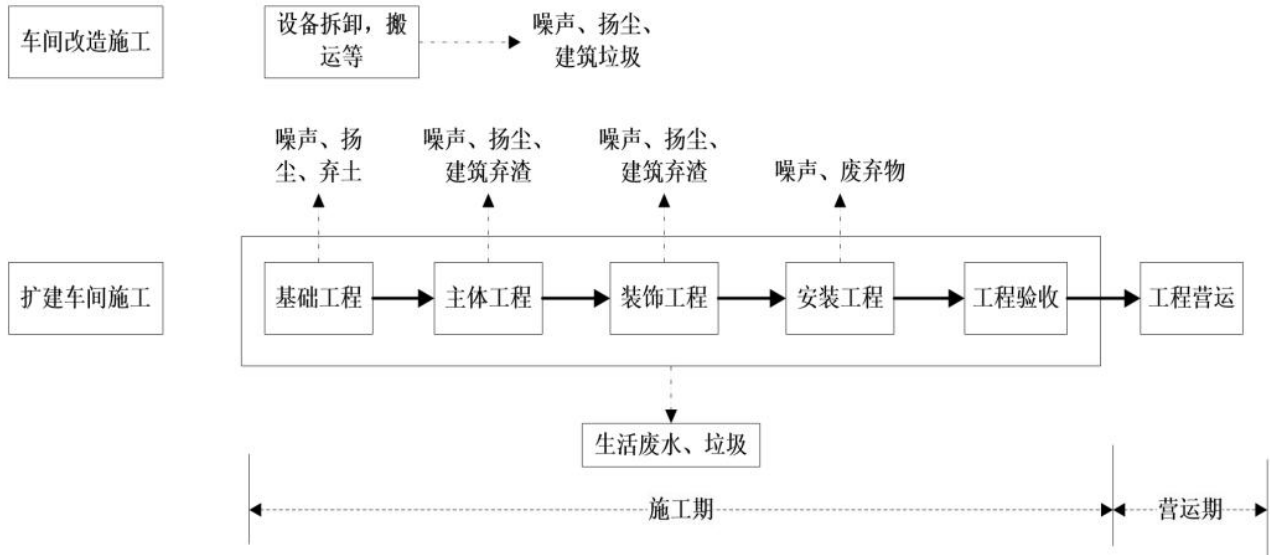 车间改造施工
设备拆卸，搬
运等
噪声、扬尘、
建筑垃圾
噪声、扬
尘、弃土
噪声、扬尘、
建筑弃渣
噪声、扬尘、
建筑弃渣
噪声、废弃物
扩建车间施工
基础工程
主体工程
装饰工程
安装工程
工程验收
工程营运
生活废水、垃圾
施工期
营运期